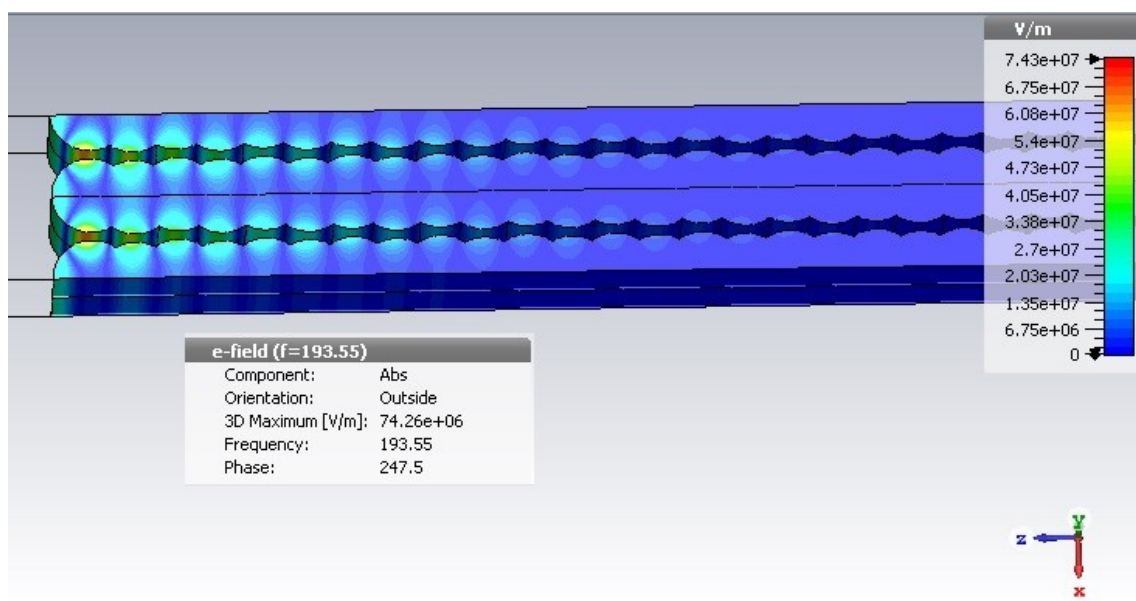 V/m
7.43e+07
6.75e+07
6.08e+07
5.4e+07
4.73e+07
4.05e+07
3.38e+07
2.7e+07
2.03e+07
1.35e+07
6.75e+06
0
e-field (f=193.55)
Component: Abs
Orientation: Outside
3D Maximum [V/m]: 74.26e+06
Frequency: 193.55
Phase: 247.5
y
z
x